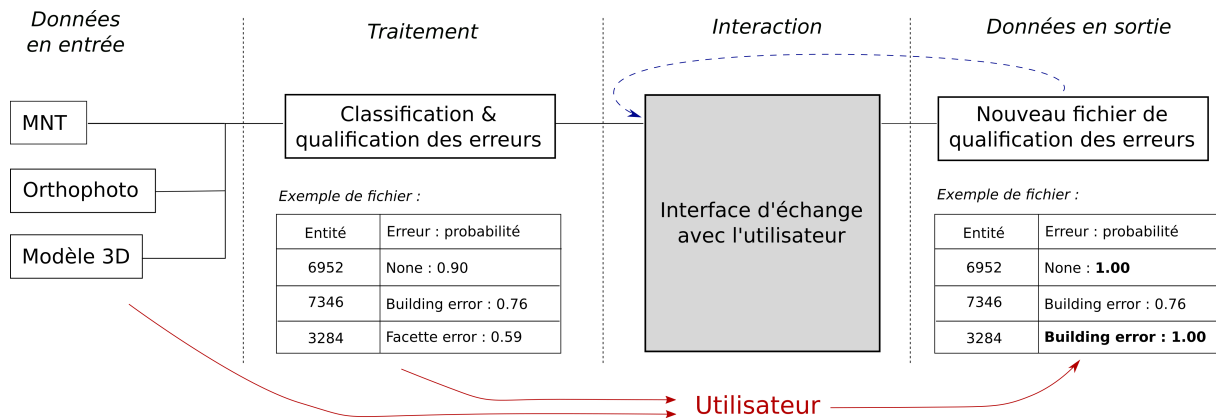 Données
en entrée
Traitement
Interaction
Données en sortie
MNT
Orthophoto
Modèle 3D
Classification &
qualification des erreurs
Exemple de fichier :
Entité Erreur : probabilité
6952 None : 0.90
7346 Building error : 0.76
3284 Facette error : 0.59
Interface d'échange
avec l'utilisateur
Nouveau fichier de
qualification des erreurs
Exemple de fichier :
Entité Erreur : probabilité
6952 None : 1.00
7346 Building error : 0.76
3284 Building error : 1.00
Utilisateur